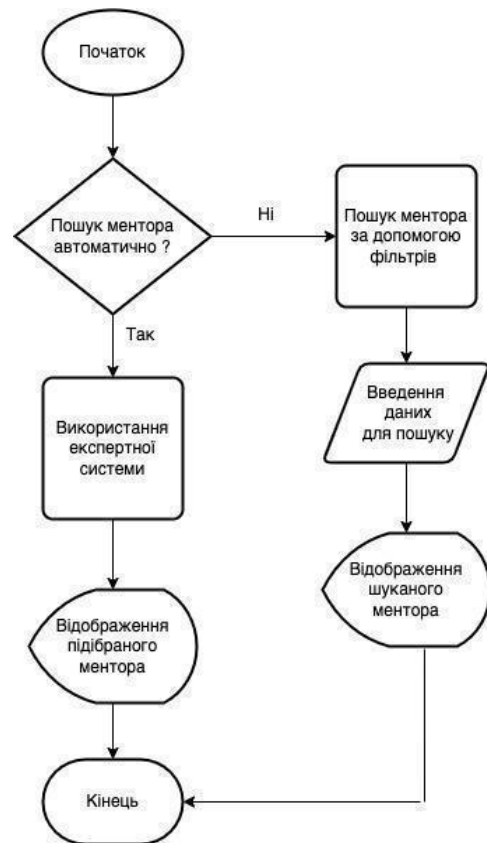 Початок
Пошук ментора
автоматично ?
Ні
Пошук ментора
за допомогою
фільтрів
Так
Введення
даних
для пошуку
Використання
експертної
системи
Відображення
шуканого
ментора
Відображення
підібраного
ментора
Кінець